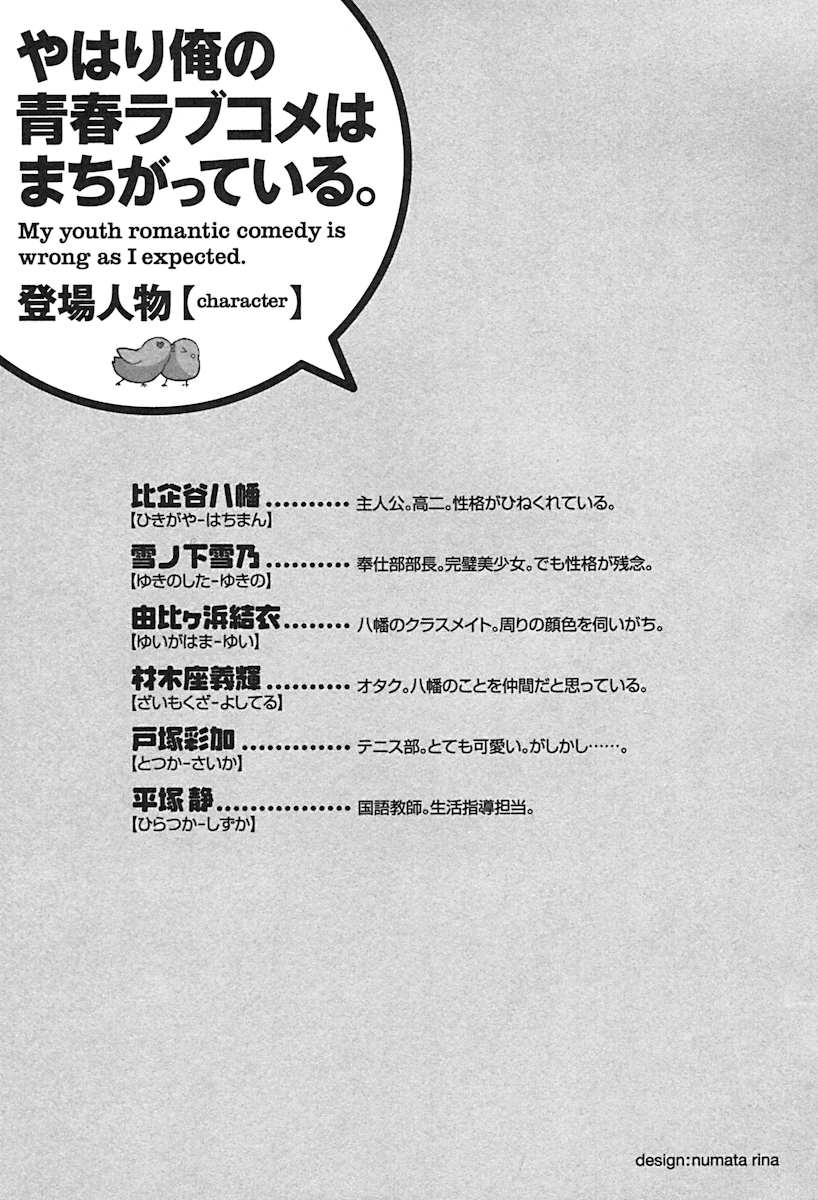 やはり俺の
青春ラブコメは
まちがっている。
My youth romantic comedy is
wrong as I expected.
登場人物【character】
比企谷八幡..........主人公。高二。性格がひねくれている。
【ひきがや-はちまん】
雪ノ下雪乃..........奉仕部部長。完璧美少女。でも性格が残念。
【ゆきのした-ゆきの】
由比ヶ浜結衣........八幡のクラスメイト。周りの顔色を伺いがち。
【ゆいがはま-ゆい】
材木座義輝..........オタク。八幡のことを仲間だと思っている。
【ざいもくざ-よしてる】
戸塚彩加.............テニス部。とても可愛い。がしかし……。
【とつか-さいか】
平塚 静................国語教師。生活指導担当。
【ひらつか-しずか】
design:numata rina